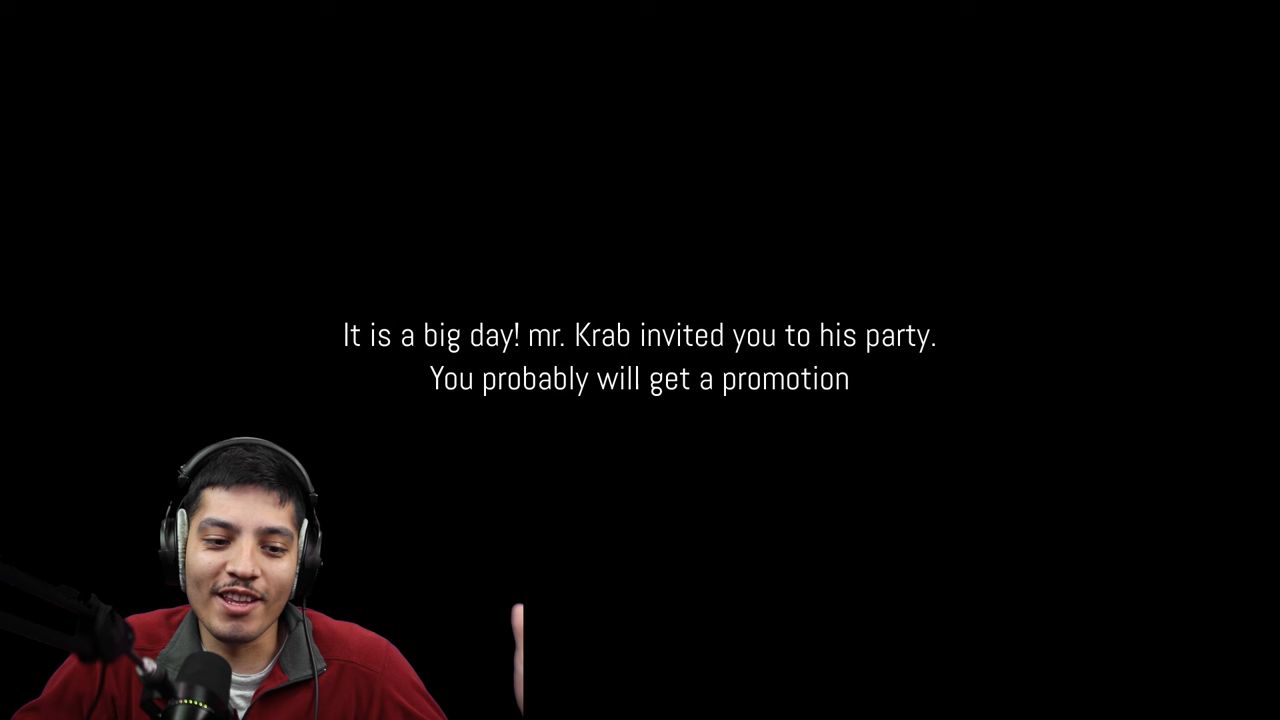 It is a big day! mr. Krab invited you to his party.
You probably will get a promotion